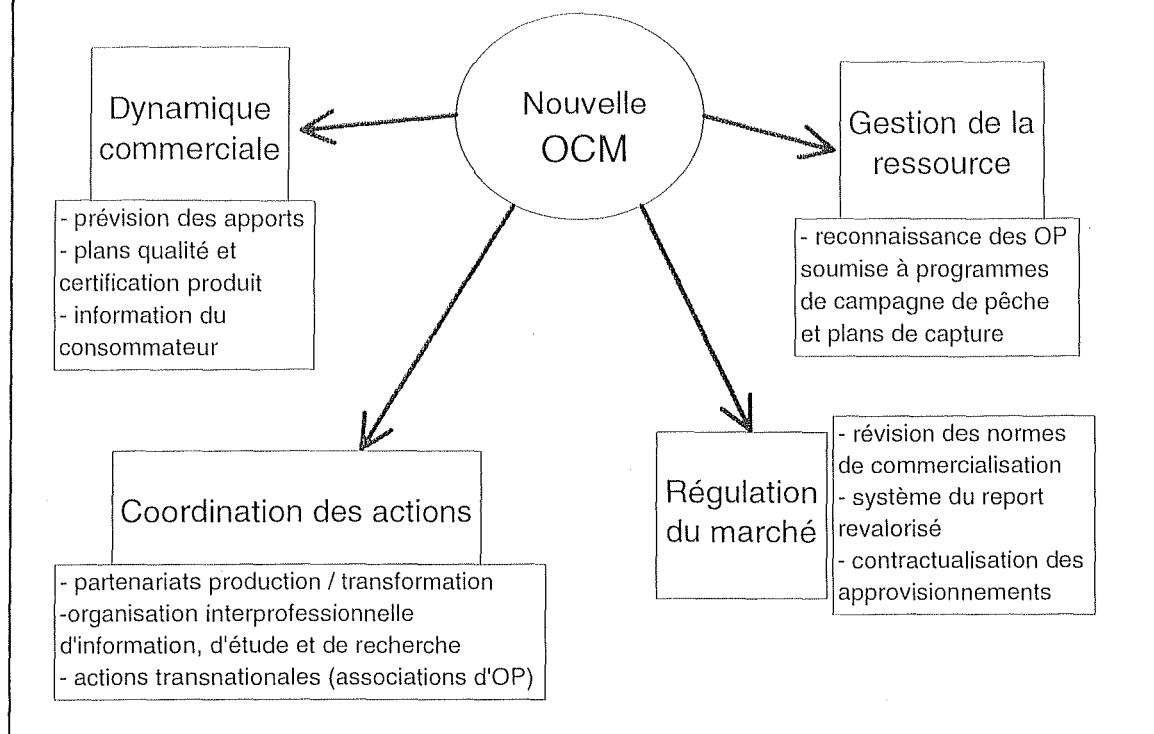 Nouvelle
OCM
Dynamique
commerciale
- prévision des apports
- plans qualité et
certification produit
- information du
consommateur
Gestion de la
ressource
- reconnaissance des OP
soumise à programmes
de campagne de pêche
et plans de capture
Coordination des actions
- partenariats production / transformation
-organisation interprofessionnelle
d'information, d'étude et de recherche
- actions transnationales (associations d'OP)
Régulation
du marché
- révision des normes
de commercialisation
- système du report
revalorisé
- contractualisation des
approvisionnements